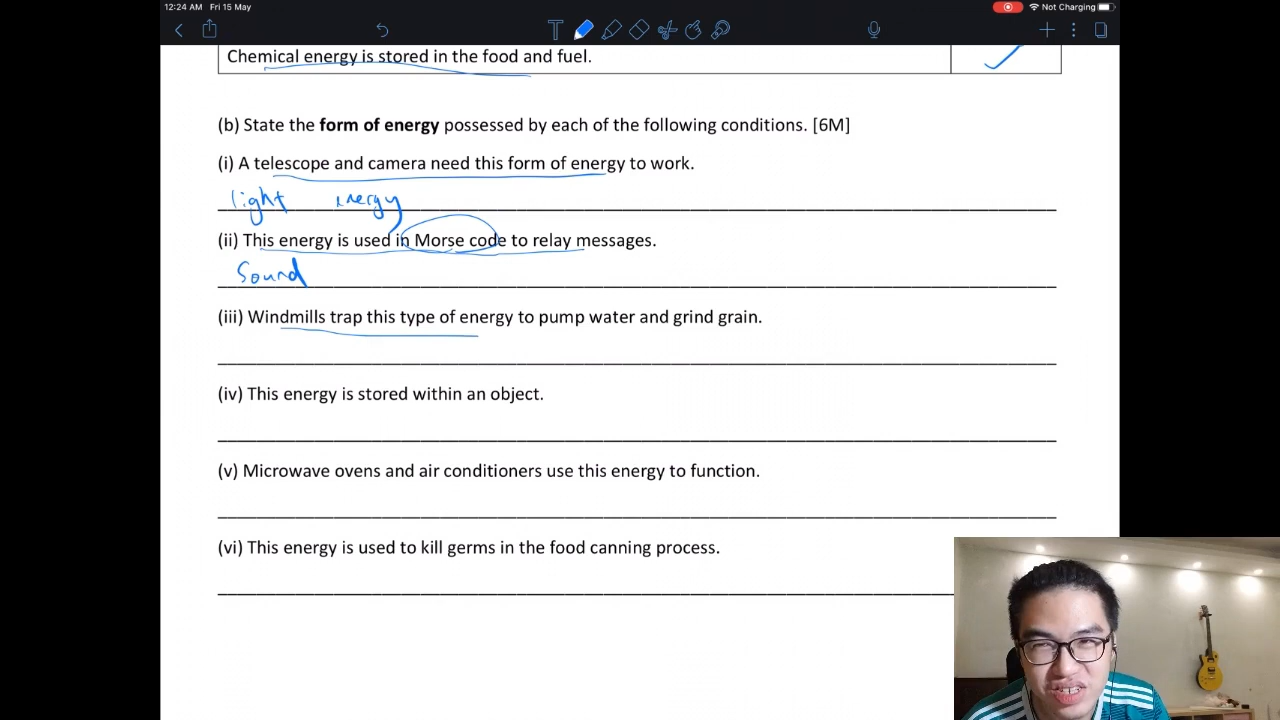 12:24 AM Fri 15 May
Not Charging
T
Chemical energy is stored in the food and fuel.
(b) State the form of energy possessed by each of the following conditions. [6M]
(i) A telescope and camera need this form of energy to work.
light energy
(ii) This energy is used in Morse code to relay messages.
Sound
(iii) Windmills trap this type of energy to pump water and grind grain.
(iv) This energy is stored within an object.
(v) Microwave ovens and air conditioners use this energy to function.
(vi) This energy is used to kill germs in the food canning process.